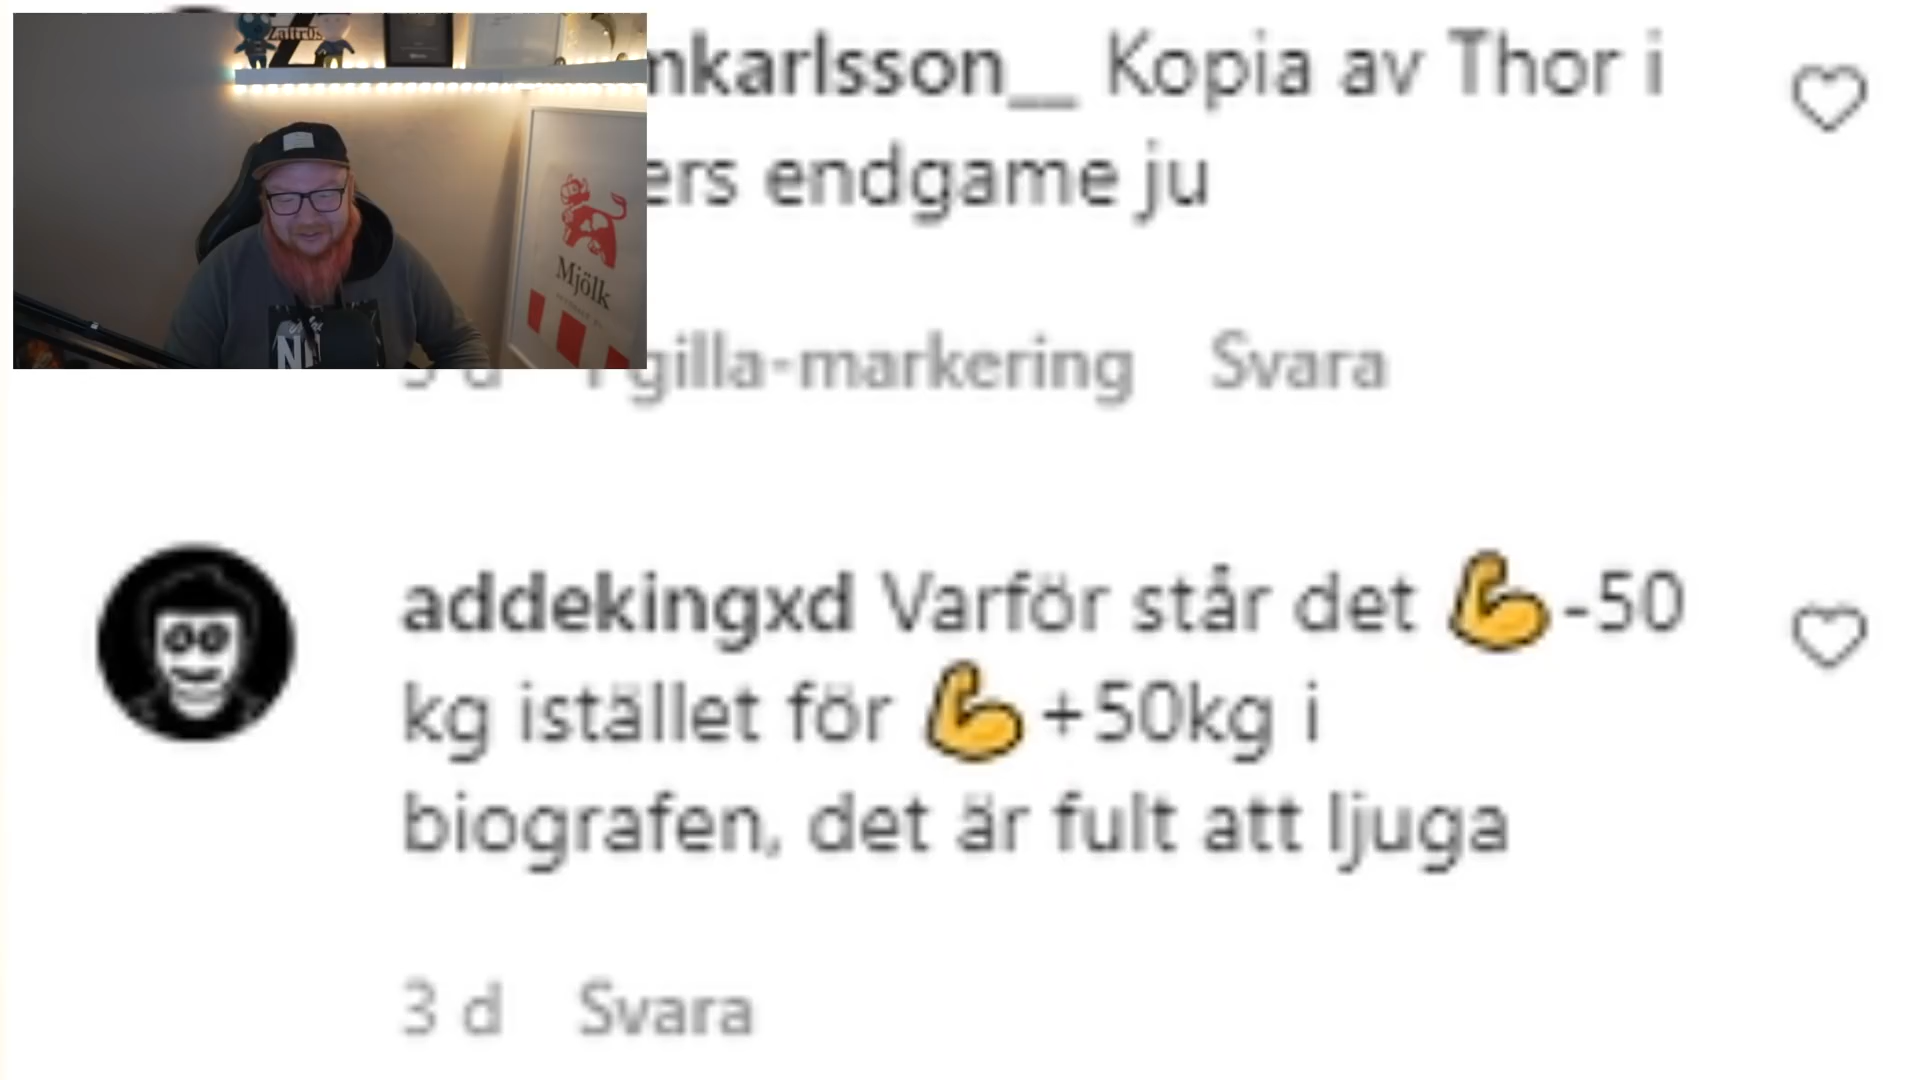 Zaitr0s
mkarlsson__ Kopia av Thor i
ers endgame ju
Mjölk
gilla-markering Svara
addekingxd Varför står det 💪-50
kg istället för 💪+50kg i
biografen, det är fult att ljuga
3 d Svara